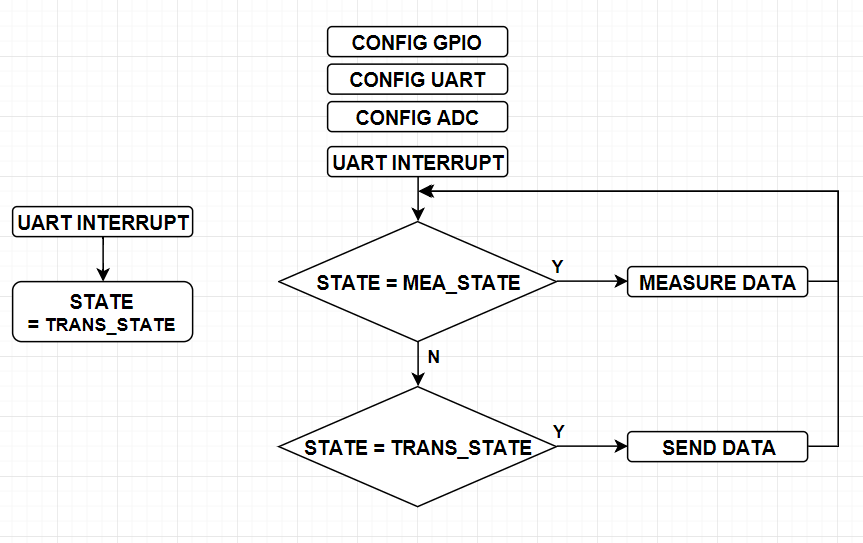 CONFIG GPIO
CONFIG UART
CONFIG ADC
UART INTERRUPT
UART INTERRUPT
STATE
= TRANS_STATE
STATE = MEA_STATE
Y
MEASURE DATA
N
STATE = TRANS_STATE
Y
SEND DATA